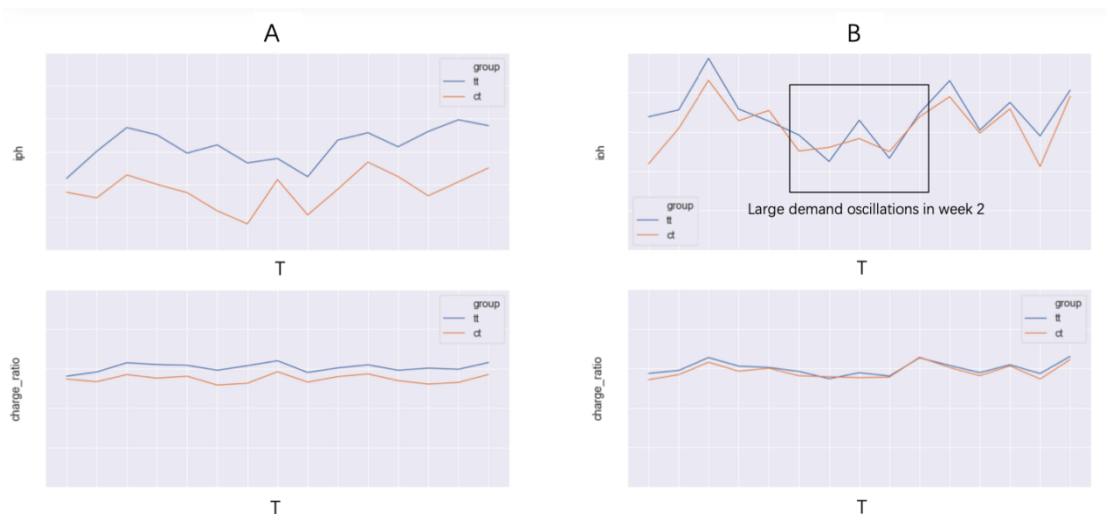 A
group
tt
ct
iph
T
B
group
tt
ct
iph
Large demand oscillations in week 2
T
group
tt
ct
charge_ratio
T
group
tt
ct
charge_ratio
T